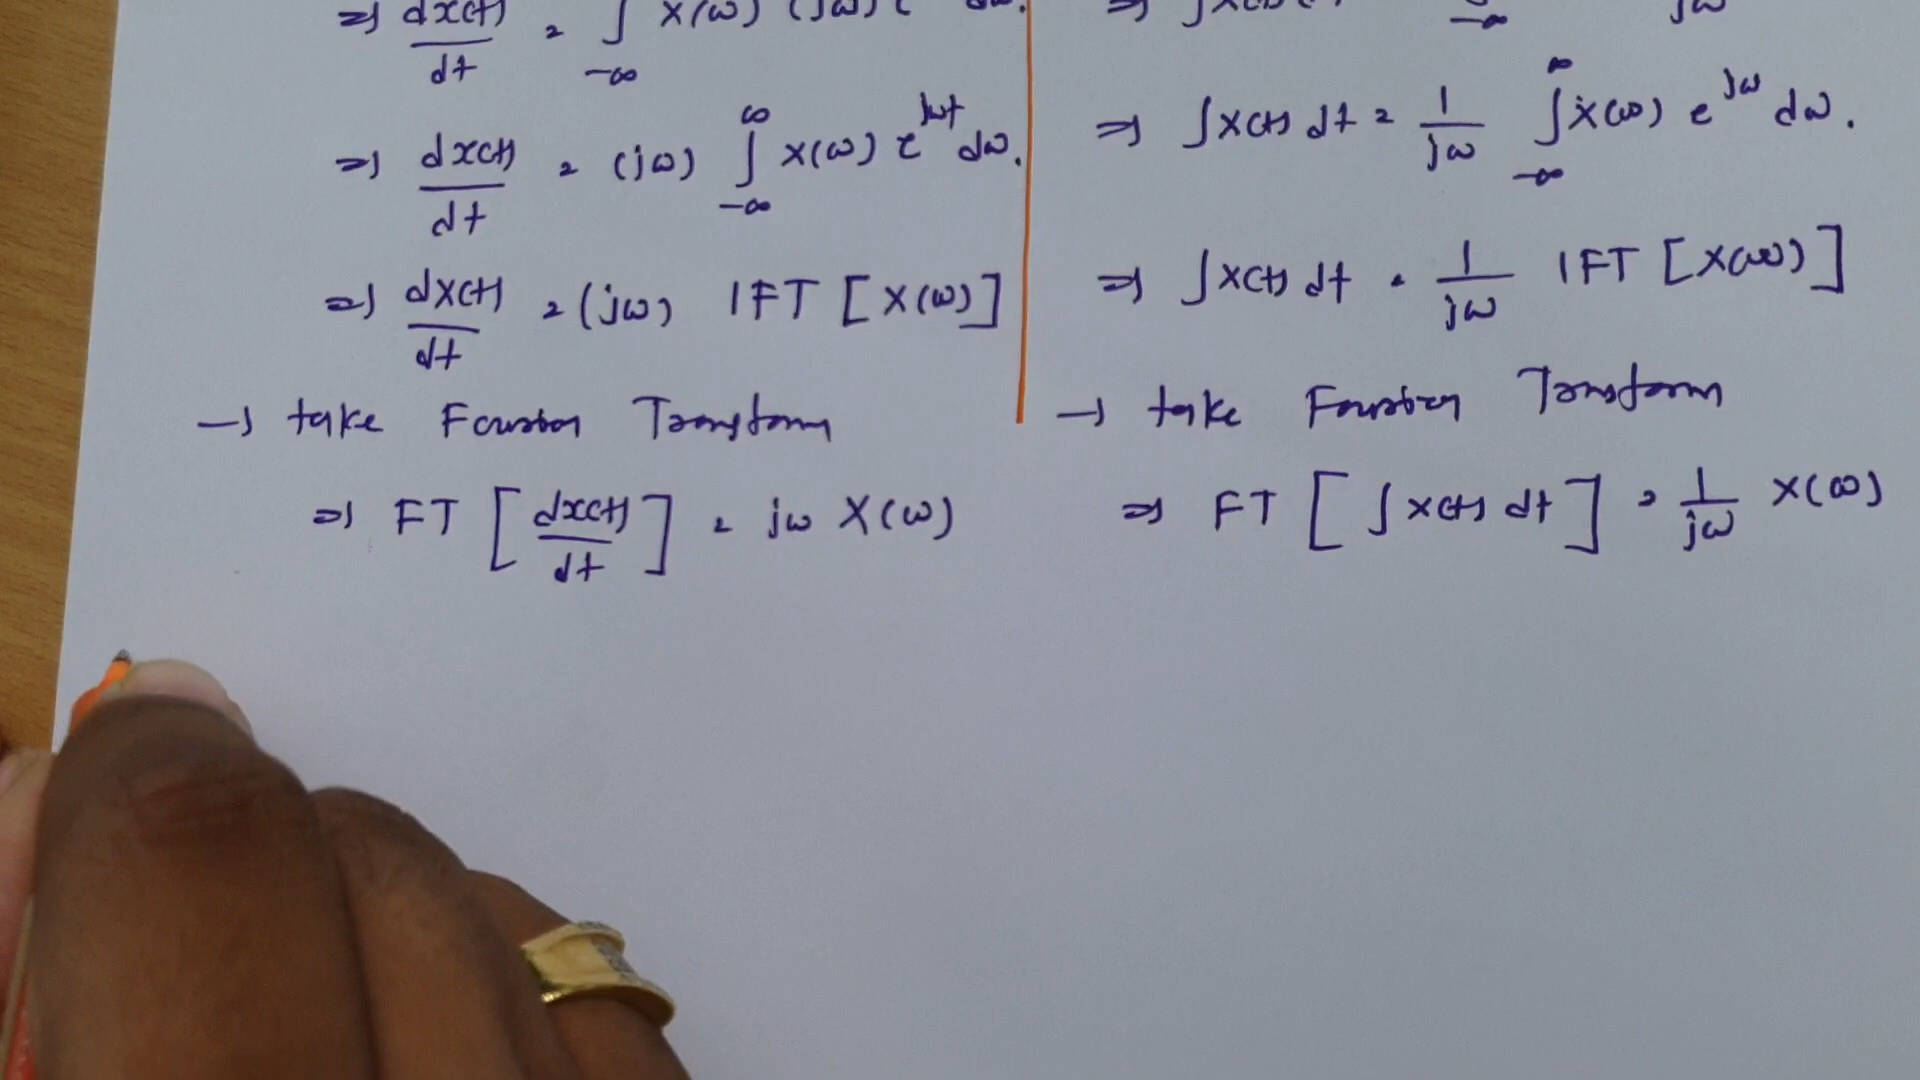 ⇒ dx(t)/dt = ∫ -∞ X(ω) (jω) e dω.
⇒ dx(t)/dt = (jω) ∫ -∞ ∞ X(ω) e^jωt dω.
⇒ dx(t)/dt = (jω) IFT [X(ω)]
→ take Fourier Transform
⇒ FT [dx(t)/dt] = jω X(ω)
⇒ ∫x(t) -∞ jω
⇒ ∫x(t) dt = 1/jω ∫ -∞ ∞ X(ω) e^jω dω.
⇒ ∫x(t) dt = 1/jω IFT [X(ω)]
→ take Fourier Transform
⇒ FT [∫x(t) dt] = 1/jω X(ω)